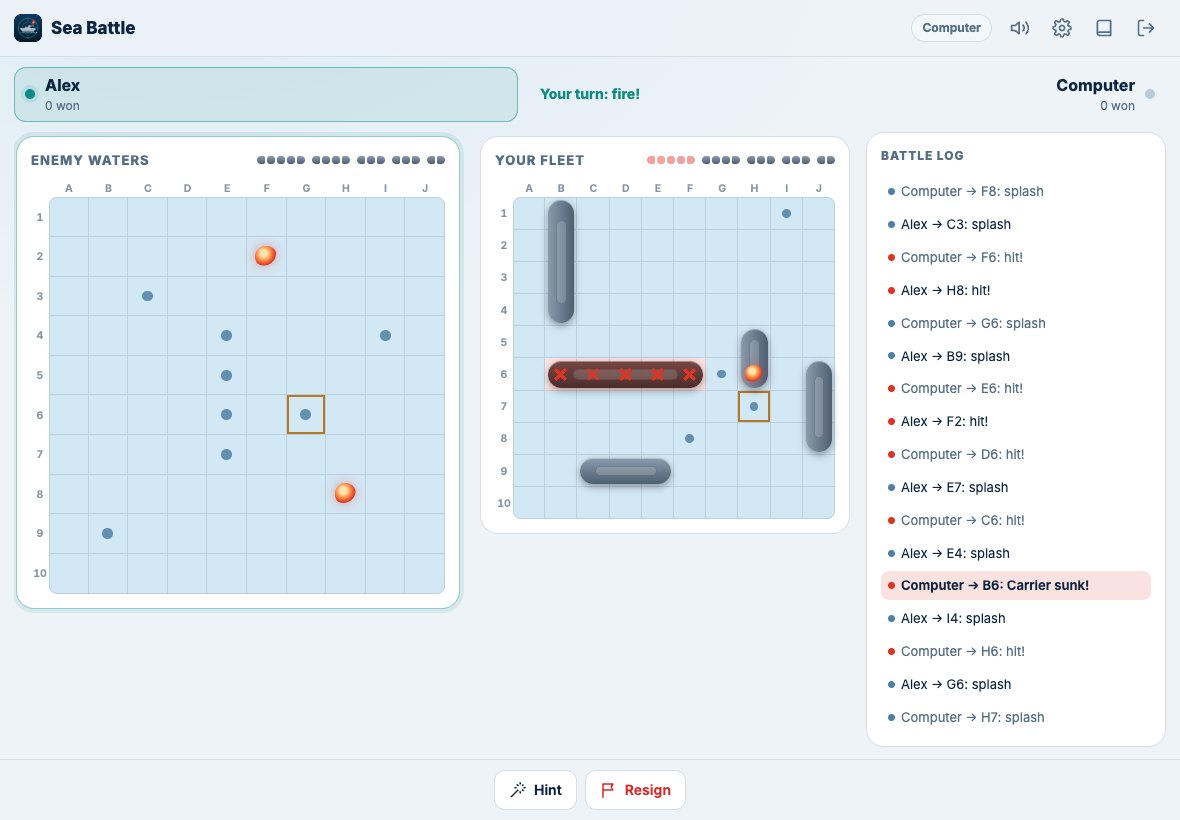 Sea Battle
Computer
Alex
0 won
Your turn: fire!
Computer
0 won
ENEMY WATERS
A B C D E F G H I J
1
2
3
4
5
6
7
8
9
10
YOUR FLEET
A B C D E F G H I J
1
2
3
4
5
6
7
8
9
10
BATTLE LOG
Computer → F8: splash
Alex → C3: splash
Computer → F6: hit!
Alex → H8: hit!
Computer → G6: splash
Alex → B9: splash
Computer → E6: hit!
Alex → F2: hit!
Computer → D6: hit!
Alex → E7: splash
Computer → C6: hit!
Alex → E4: splash
Computer → B6: Carrier sunk!
Alex → I4: splash
Computer → H6: hit!
Alex → G6: splash
Computer → H7: splash
Hint
Resign